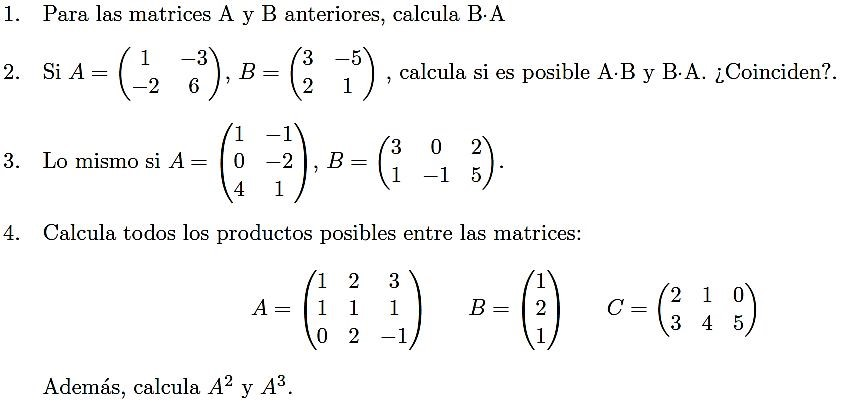 1. Para las matrices A y B anteriores, calcula B·A
2. Si A = \begin{pmatrix} 1 & -3 \\ -2 & 6 \end{pmatrix}, B = \begin{pmatrix} 3 & -5 \\ 2 & 1 \end{pmatrix} , calcula si es posible A·B y B·A. ¿Coinciden?.
3. Lo mismo si A = \begin{pmatrix} 1 & -1 \\ 0 & -2 \\ 4 & 1 \end{pmatrix}, B = \begin{pmatrix} 3 & 0 & 2 \\ 1 & -1 & 5 \end{pmatrix}.
4. Calcula todos los productos posibles entre las matrices:
A = \begin{pmatrix} 1 & 2 & 3 \\ 1 & 1 & 1 \\ 0 & 2 & -1 \end{pmatrix} B = \begin{pmatrix} 1 \\ 2 \\ 1 \end{pmatrix} C = \begin{pmatrix} 2 & 1 & 0 \\ 3 & 4 & 5 \end{pmatrix}
Además, calcula A² y A³.